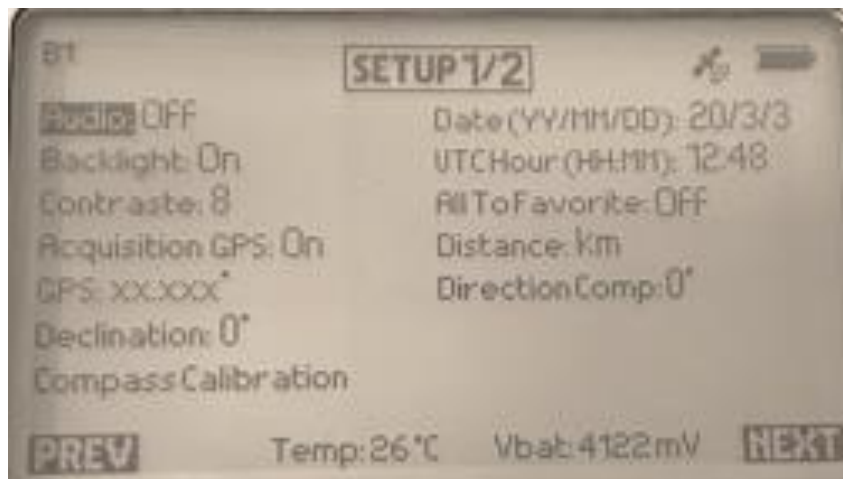 B1
SETUP 1/2
Audio: Off
Backlight: On
Contraste: 8
Acquisition GPS: On
GPS: xx.xxx°
Declination: 0°
Compass Calibration
Date (YY/MM/DD): 20/3/3
UTC Hour (HH:MM): 12:48
All To Favorite: Off
Distance: km
Direction Comp: 0°
PREV Temp: 26°C Vbat: 4122mV NEXT